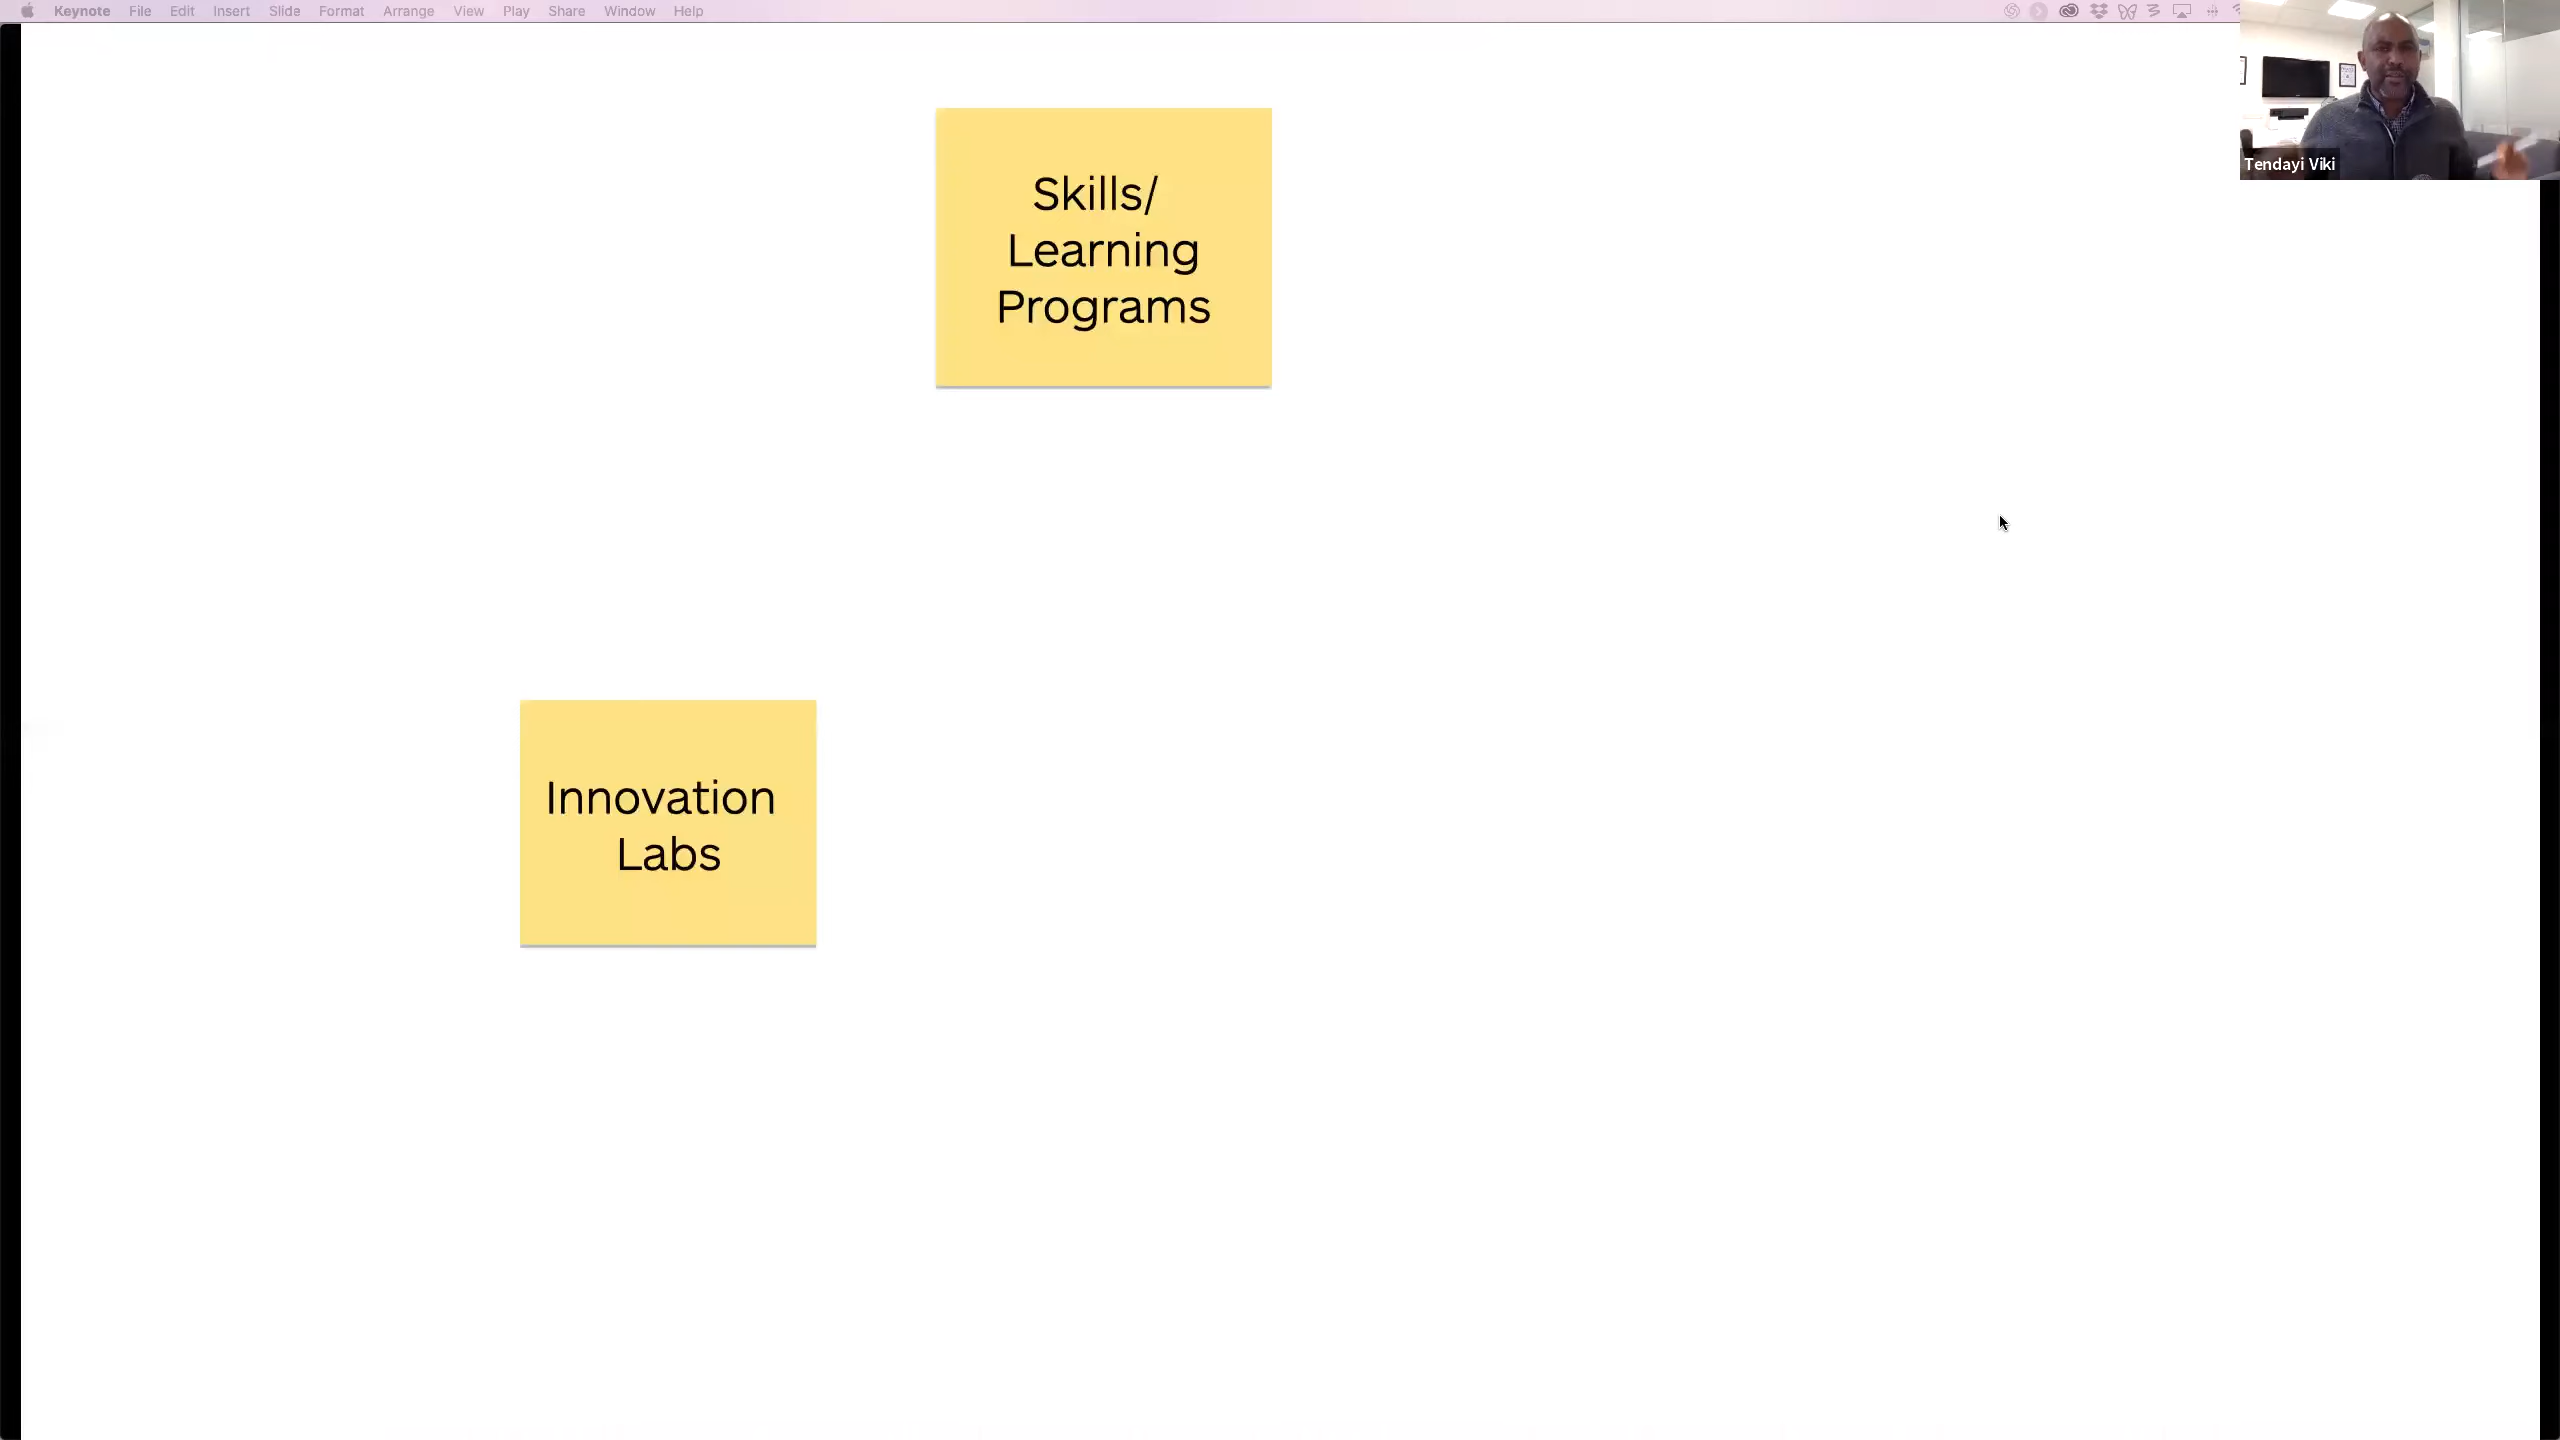 Keynote File Edit Insert Slide Format Arrange View Play Share Window Help
Tendayi Viki
Skills/
Learning
Programs
Innovation
Labs